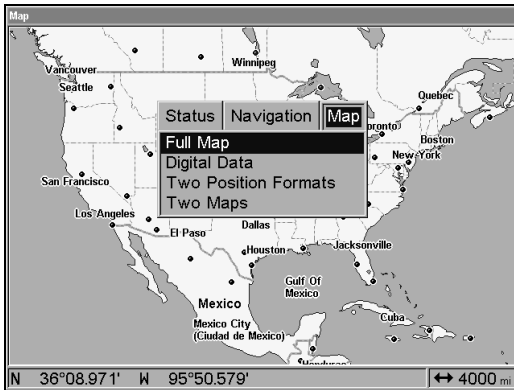 Map
Winnipeg
Vancouver
Seattle
Quebec
Status Navigation Map
oronto
Full Map
Boston
Digital Data
New York
Two Position Formats
San Francisco
Two Maps
Los Angeles
Dallas
El Paso
Houston
Jacksonville
Gulf Of
Mexico
Mexico
Cuba
Mexico City
(Ciudad de Mexico)
Honduras
N 36°08.971' W 95°50.579' ↔ 4000 mi